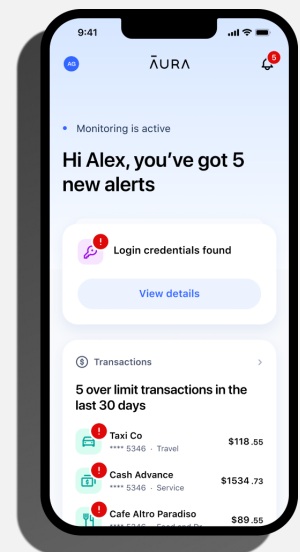 9:41
AG
ĀURA
5
Monitoring is active
Hi Alex, you've got 5
new alerts
!
Login credentials found
View details
$ Transactions >
5 over limit transactions in the
last 30 days
!
Taxi Co
**** 5346 · Travel
$118.55
!
$
Cash Advance
**** 5346 · Service
$1534.73
!
Cafe Altro Paradiso
**** 5346
$89.55